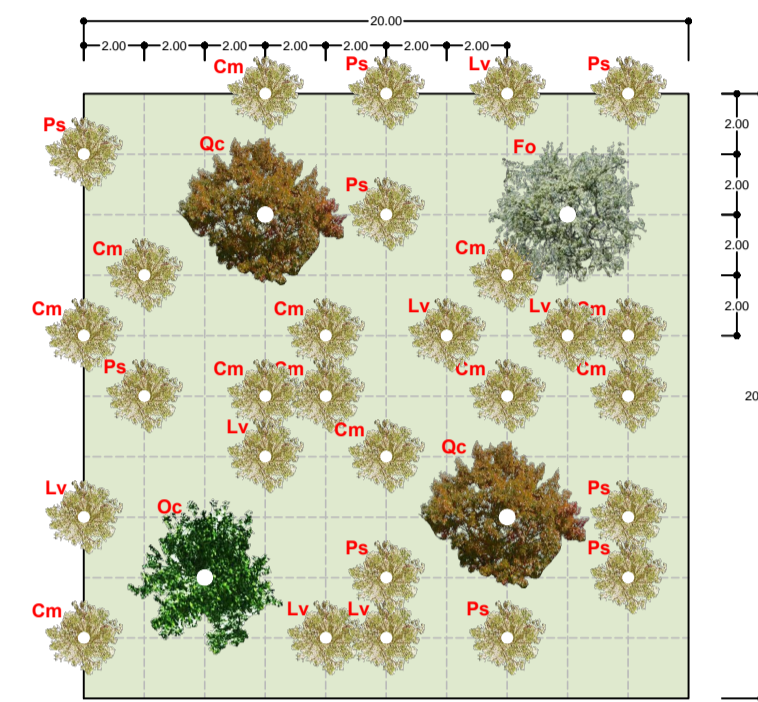 20.00
2.00 2.00 2.00 2.00 2.00 2.00 2.00
Cm Ps Lv Ps
Ps 2.00
Qc Fo
Ps 2.00
Cm Cm 2.00
Cm Cm Lv Lv Cm 2.00
Ps Cm Cm Cm Cm
20
Lv Cm
Qc
Lv Ps
Oc
Ps Ps
Cm Lv Lv Ps